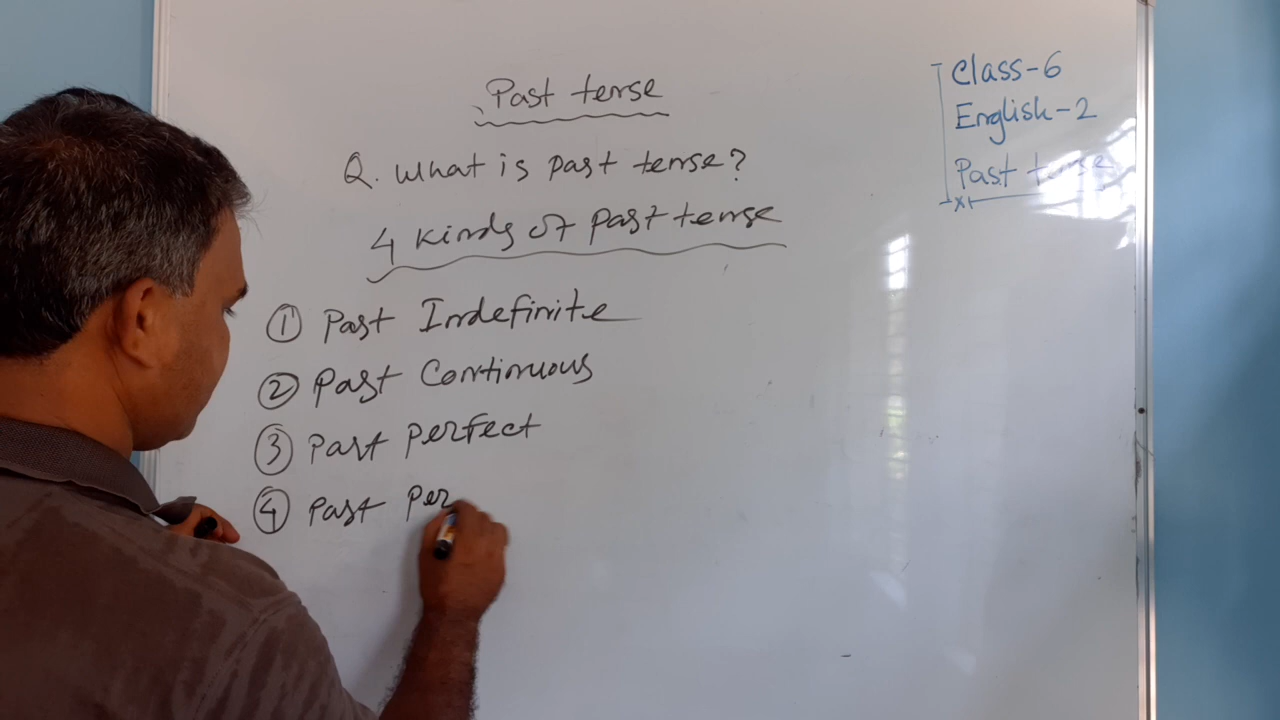 Past tense
Q. What is past tense?
4 kinds of past tense
① Past Indefinite
② Past Continuous
③ Past perfect
④ Past Per
Class-6
English-2
Past tense